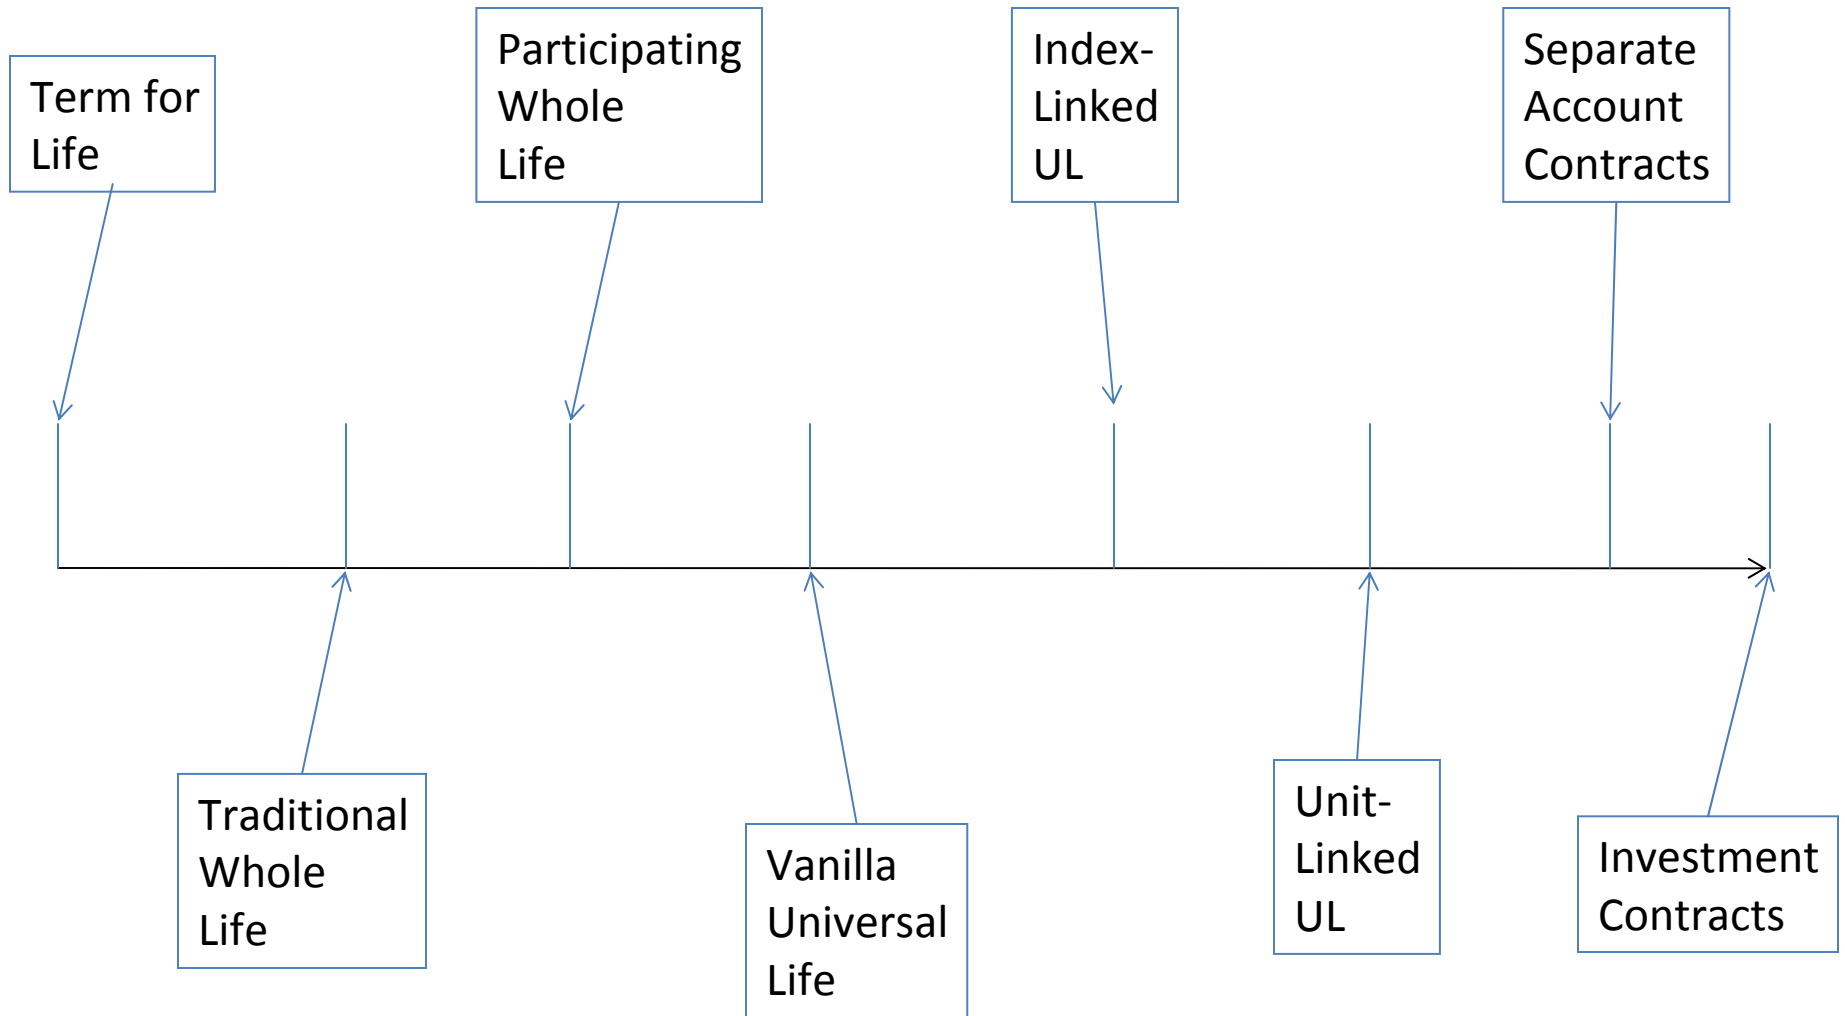 Term for
Life
Participating
Whole
Life
Index-
Linked
UL
Separate
Account
Contracts
Traditional
Whole
Life
Vanilla
Universal
Life
Unit-
Linked
UL
Investment
Contracts